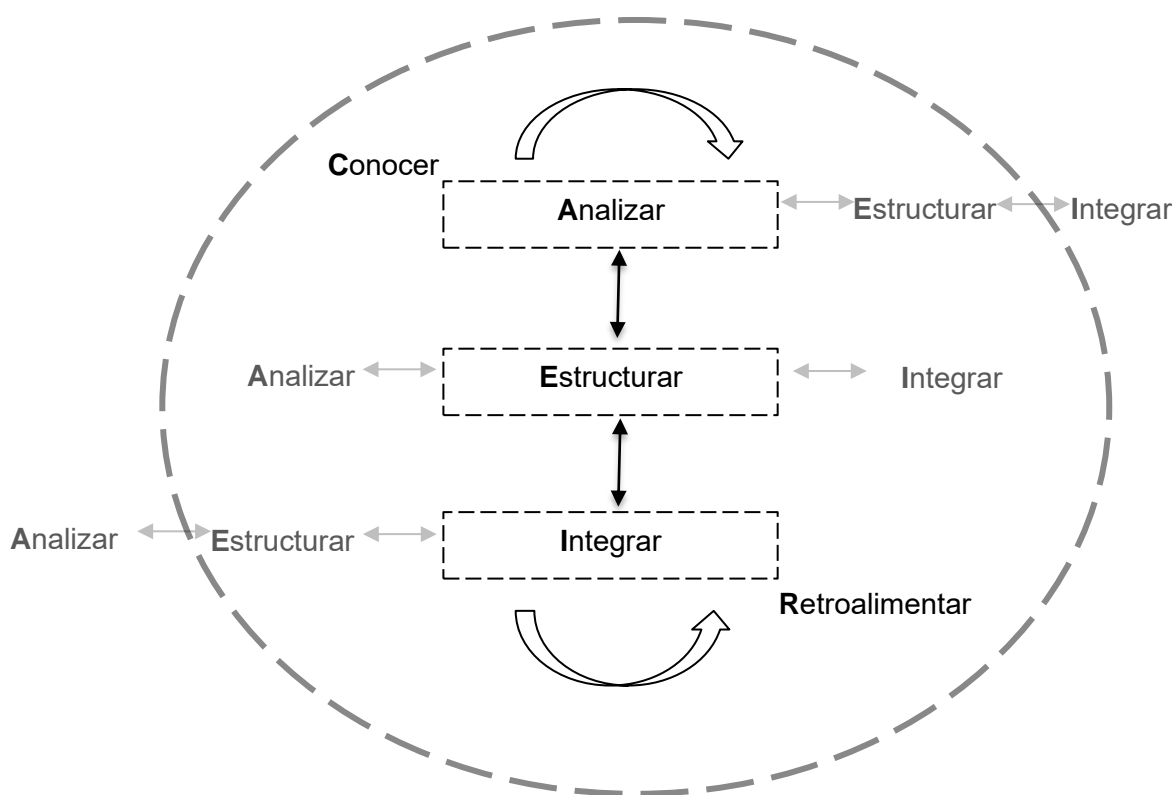 Conocer
Analizar
Estructurar
Integrar
Analizar
Estructurar
Integrar
Analizar
Estructurar
Integrar
Retroalimentar